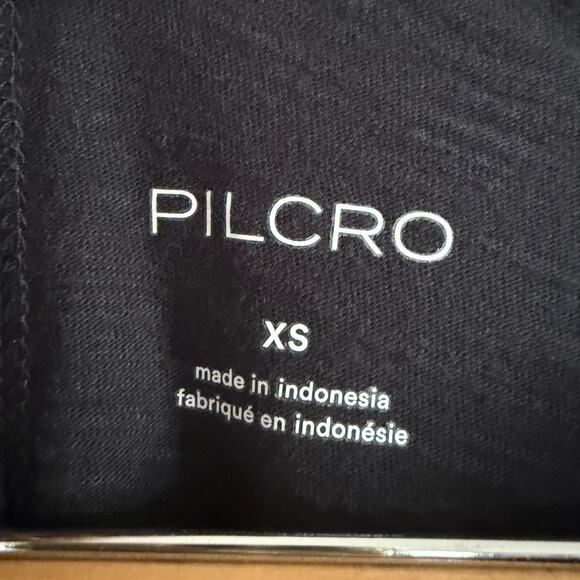 PILCRO
XS
made in indonesia
fabriqué en indonésie